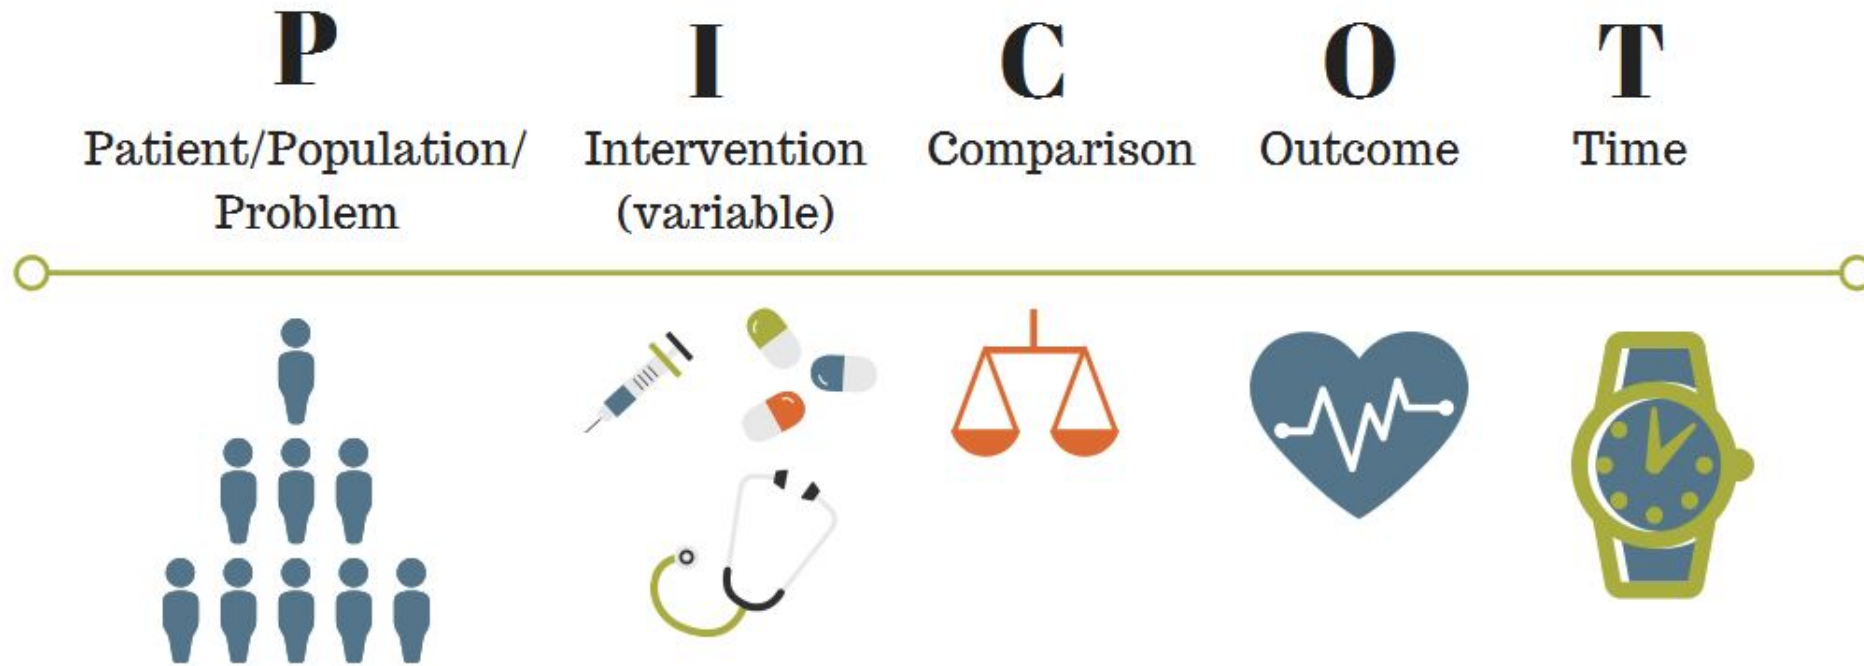 P I C O T
Patient/Population/ Intervention Comparison Outcome Time
Problem (variable)